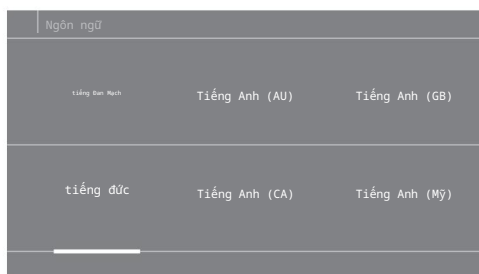 Ngôn ngữ
tiếng Đan Mạch
Tiếng Anh (AU)
Tiếng Anh (GB)
tiếng đức
Tiếng Anh (CA)
Tiếng Anh (Mỹ)